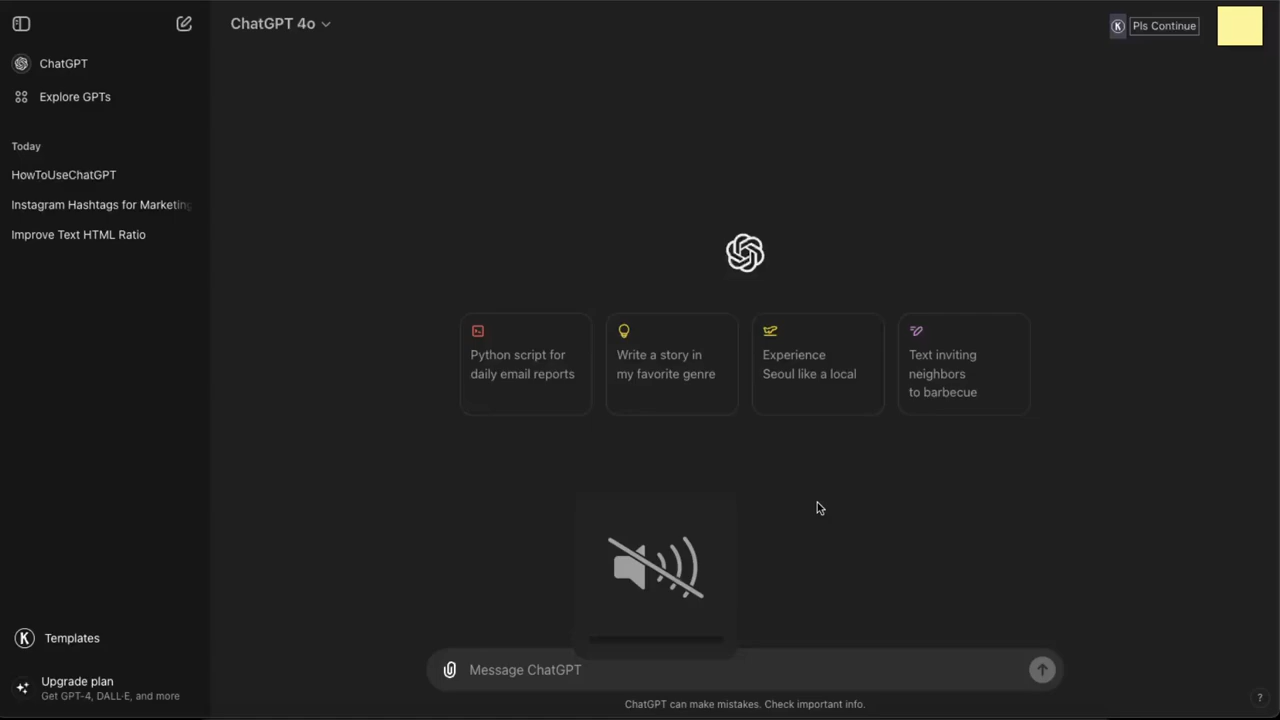 ChatGPT 4o
K Pls Continue
ChatGPT
Explore GPTs
Today
HowToUseChatGPT
Instagram Hashtags for Marketing
Improve Text HTML Ratio
Python script for
daily email reports
Write a story in
my favorite genre
Experience
Seoul like a local
Text inviting
neighbors
to barbecue
K Templates
Upgrade plan
Get GPT-4, DALL·E, and more
Message ChatGPT
ChatGPT can make mistakes. Check important info.
?